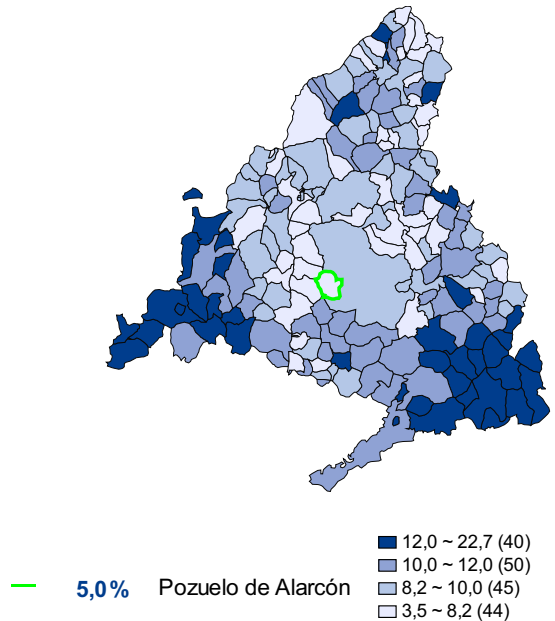 12,0 ~ 22,7 (40)
10,0 ~ 12,0 (50)
8,2 ~ 10,0 (45)
3,5 ~ 8,2 (44)
5,0% Pozuelo de Alarcón